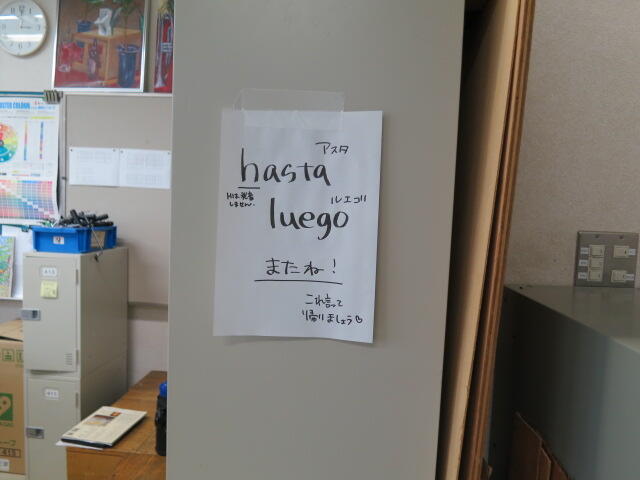 アスタ
hasta
Hは発音
しません。
ルエゴ
luego
またね!
これ言って
帰りましょう♡